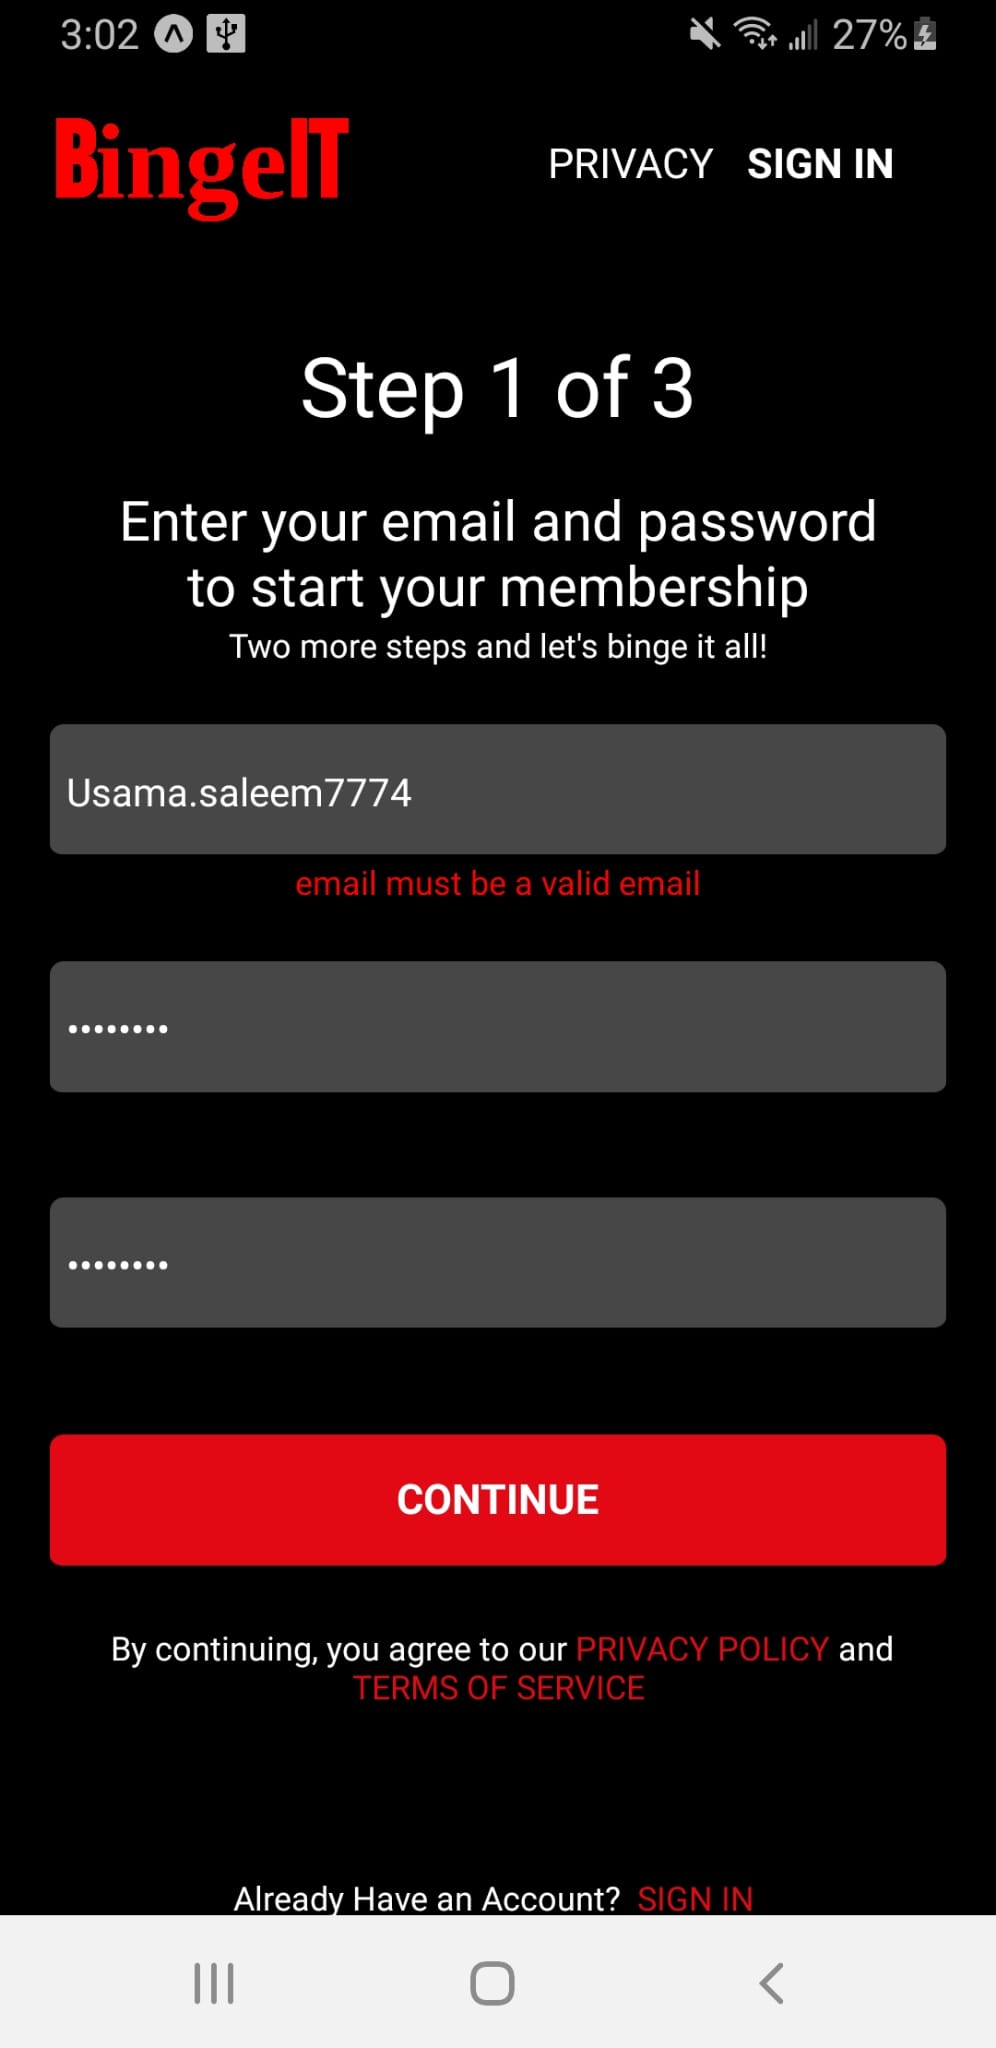 3:02 27%
BingeIT PRIVACY SIGN IN
Step 1 of 3
Enter your email and password
to start your membership
Two more steps and let's binge it all!
Usama.saleem7774
email must be a valid email
••••••••
••••••••
CONTINUE
By continuing, you agree to our PRIVACY POLICY and
TERMS OF SERVICE
Already Have an Account? SIGN IN